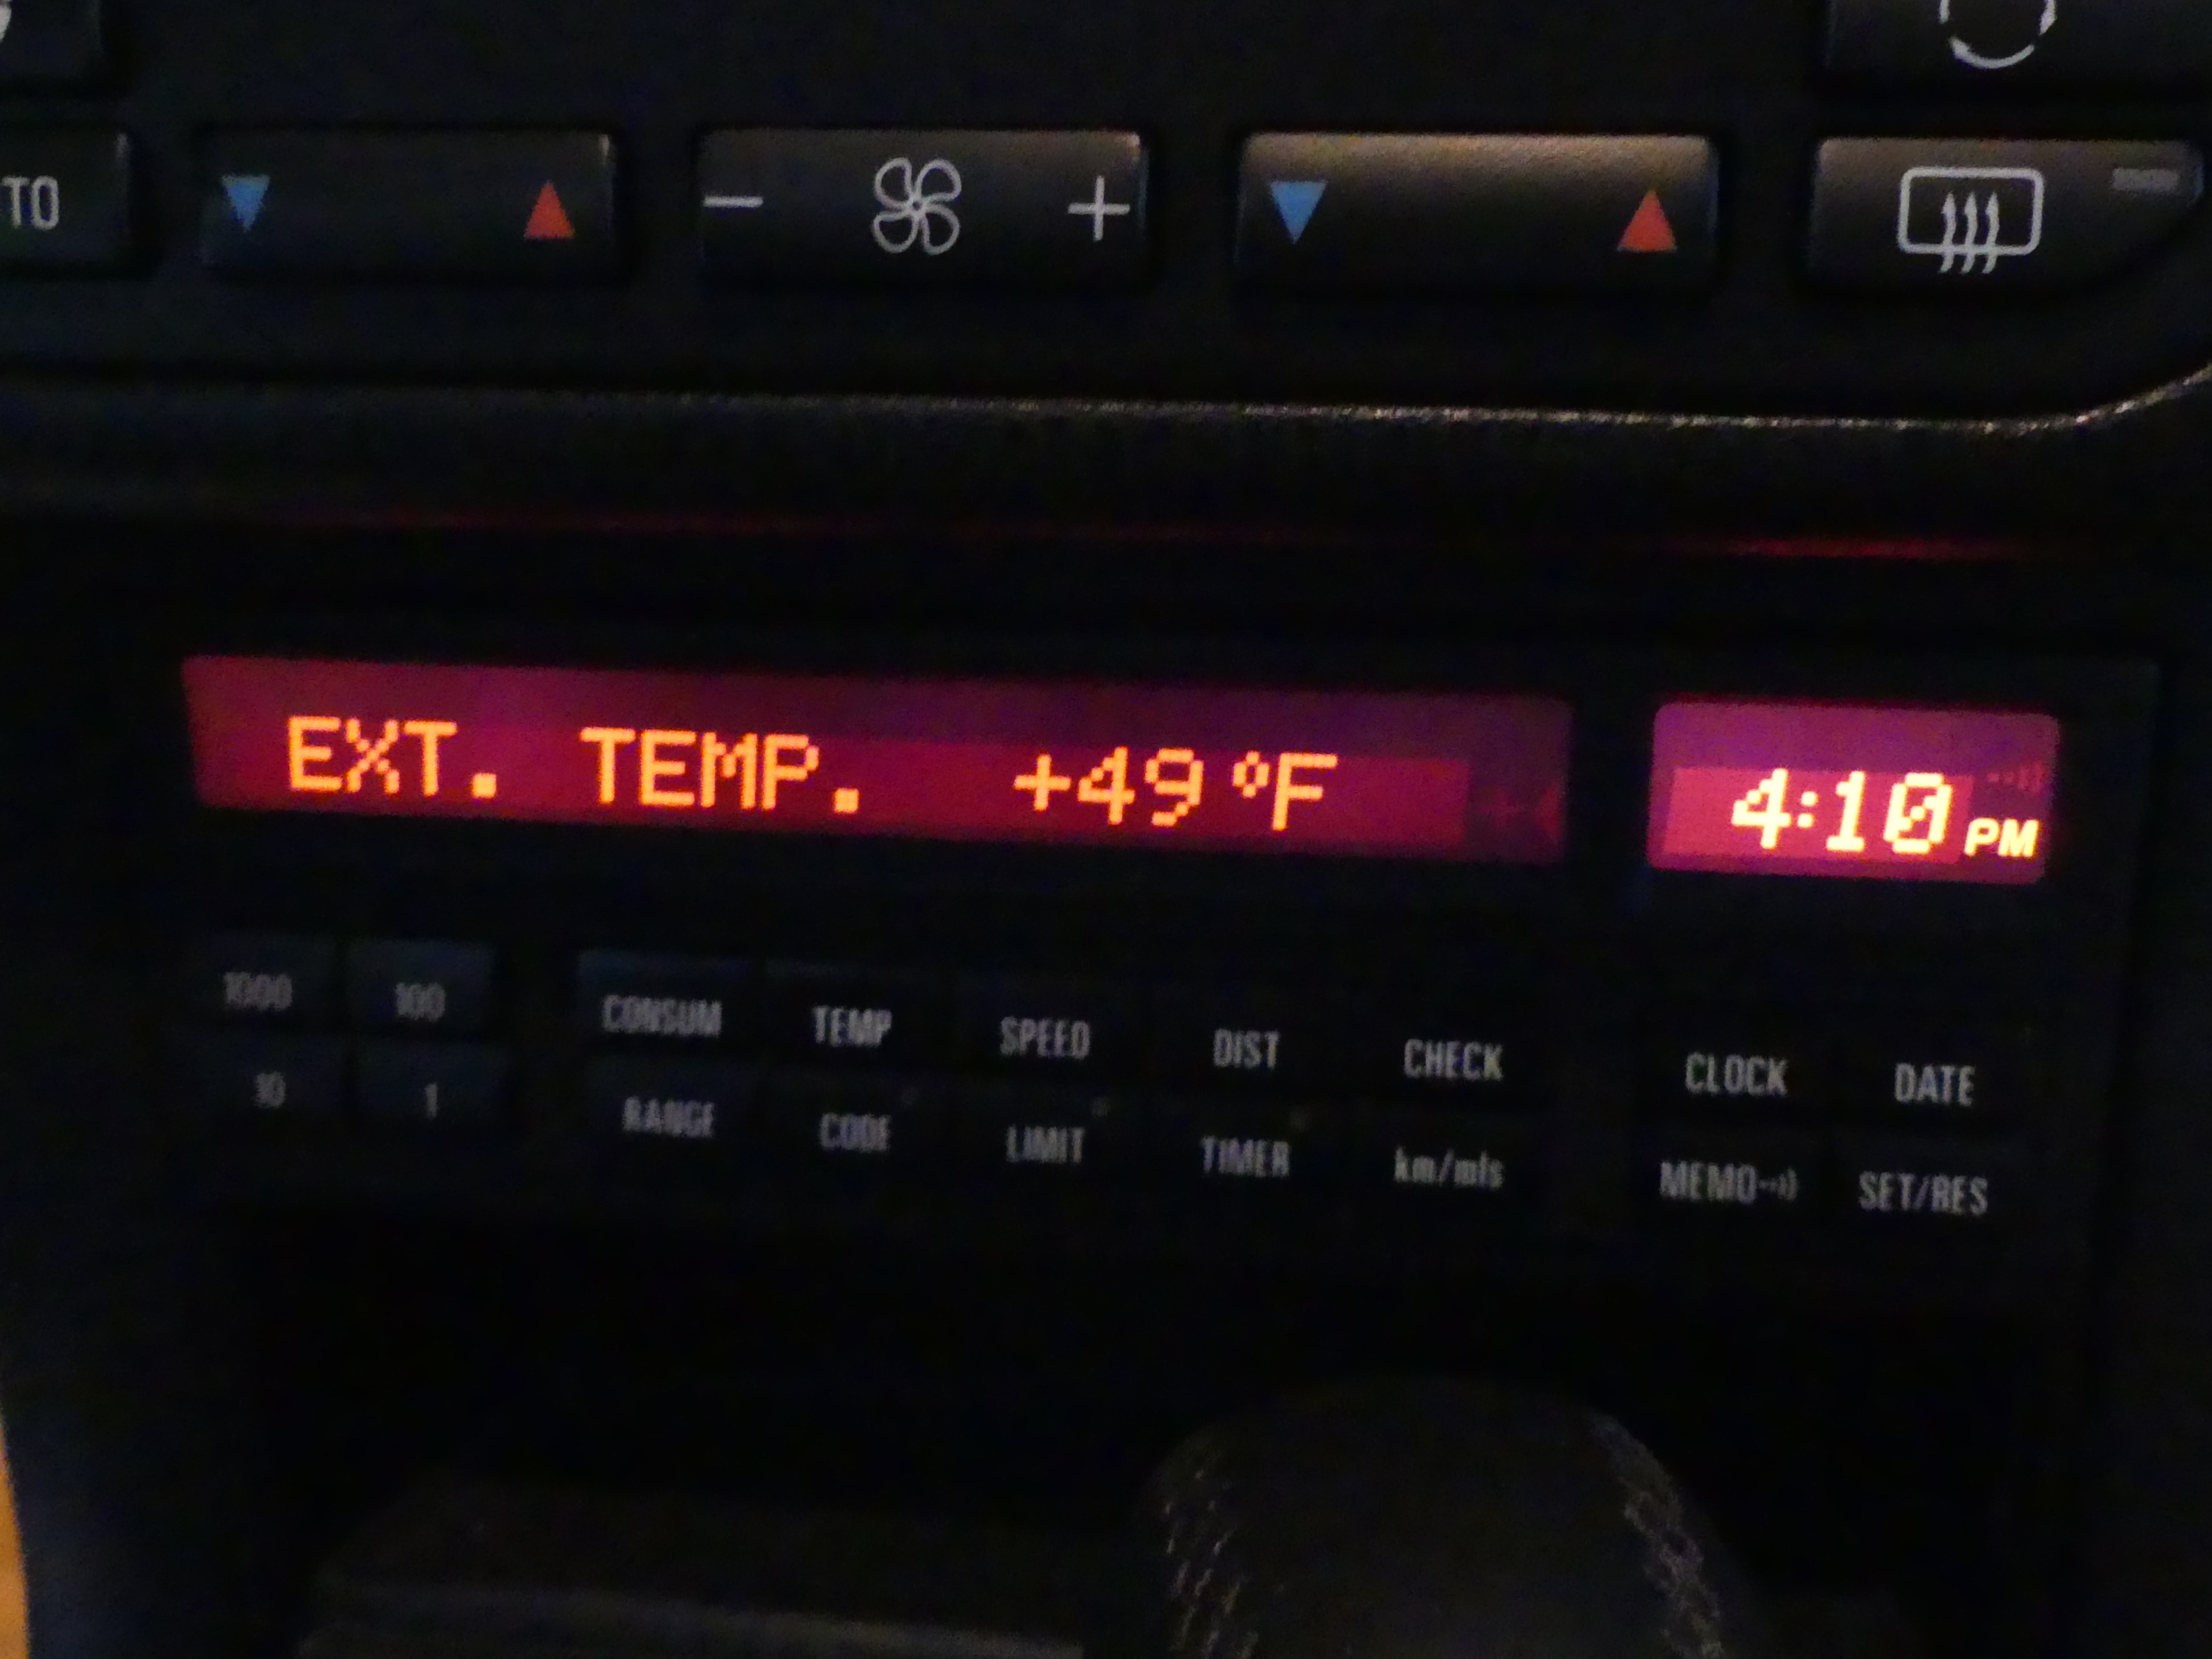 TO
− +
EXT. TEMP. +49°F
4:10 PM
1000 100 CONSUM TEMP SPEED DIST CHECK CLOCK DATE
10 1 RANGE CODE LIMIT TIMER km/mls MEMO SET/RES